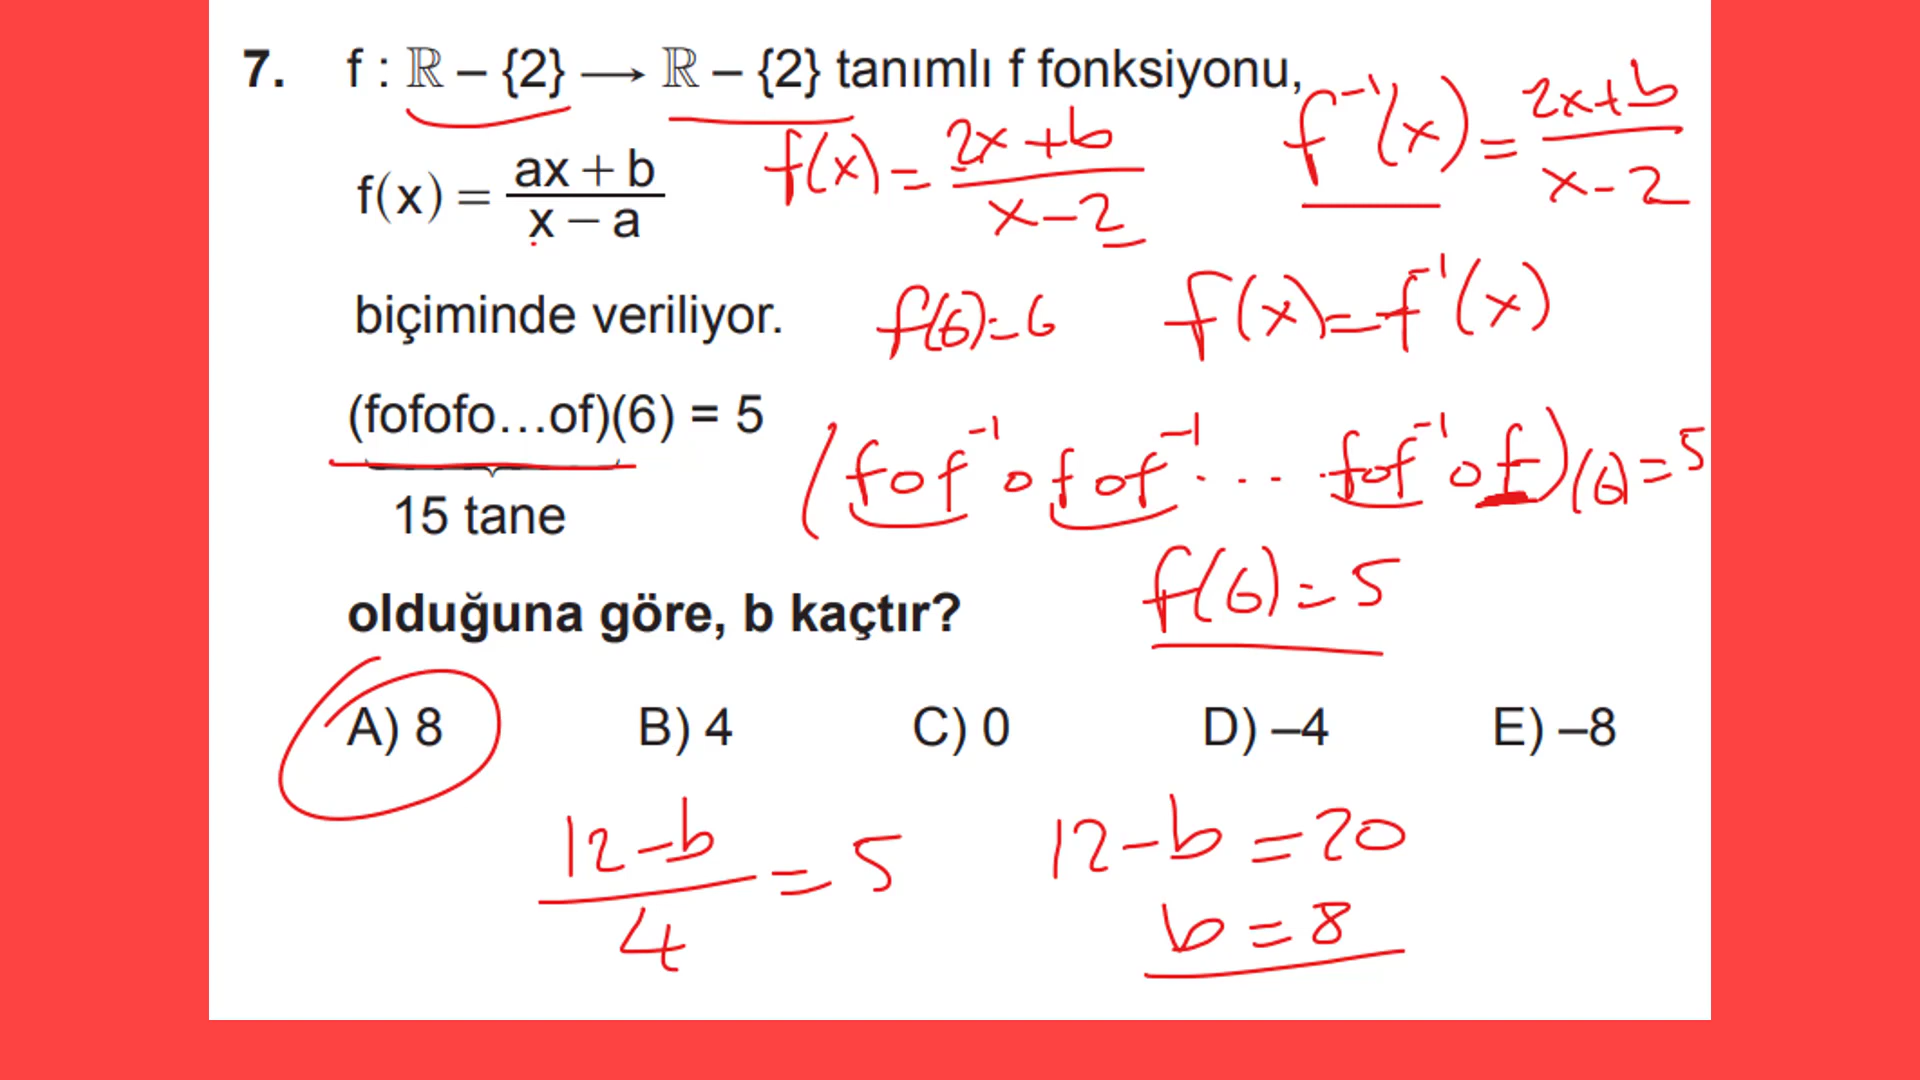 7. f : ℝ – {2} → ℝ – {2} tanımlı f fonksiyonu,
f⁻¹(x) = (2x+b)/(x-2)
f(x) = (ax + b)/(x – a)
f(x) = (2x+b)/(x-2)
biçiminde veriliyor.
f(6)=6
f(x)=f⁻¹(x)
(fofofo…of)(6) = 5
15 tane
(fof⁻¹ofof⁻¹... .fof⁻¹of)(6)=5
f(6)=5
olduğuna göre, b kaçtır?
A) 8 B) 4 C) 0 D) –4 E) –8
(12-b)/4 = 5
12-b=20
b=8